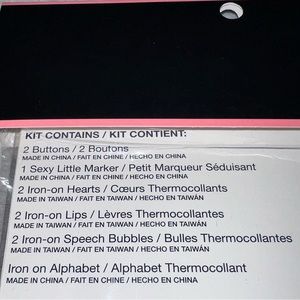 KIT CONTAINS / KIT CONTIENT:
2 Buttons / 2 Boutons
MADE IN CHINA / FAIT EN CHINE / HECHO EN CHINA
1 Sexy Little Marker / Petit Marqueur Séduisant
MADE IN CHINA / FAIT EN CHINE / HECHO EN CHINA
2 Iron-on Hearts / Cœurs Thermocollants
MADE IN TAIWAN / FAIT EN TAIWAN / HECHO EN TAIWÁN
2 Iron-on Lips / Lèvres Thermocollantes
MADE IN TAIWAN / FAIT EN TAIWAN / HECHO EN TAIWÁN
2 Iron-on Speech Bubbles / Bulles Thermocollantes
MADE IN TAIWAN / FAIT EN TAIWAN / HECHO EN TAIWÁN
Iron on Alphabet / Alphabet Thermocollant
MADE IN CHINA / FAIT EN CHINE / HECHO EN CHINA